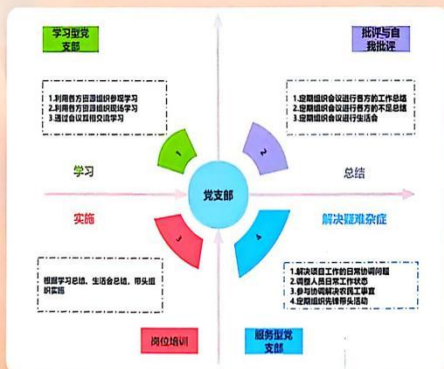 学习型党
支部
批评与自
我批评
1.利用各方资源组织参观学习
2.利用各方资源组织现场学习
3.通过会议互相交流学习
1.定期组织会议进行各方的工作总结
2.定期组织会议进行各方的不足总结
3.定期组织会议进行生活会
1
2
学习
总结
党支部
实施
解决疑难杂症
3
4
根据学习总结、生活会总结，带头组
织实施
1.解决项目工作的日常协调问题
2.调整人员日常工作状态
3.参与协调解决农民工事宜
4.定期组织先锋带头活动
岗位培训
服务型党
支部